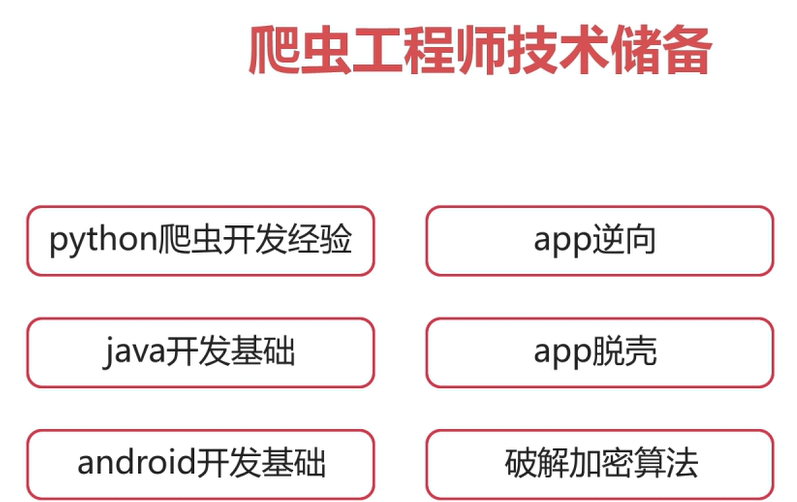 爬虫工程师技术储备
python爬虫开发经验
app逆向
java开发基础
app脱壳
android开发基础
破解加密算法